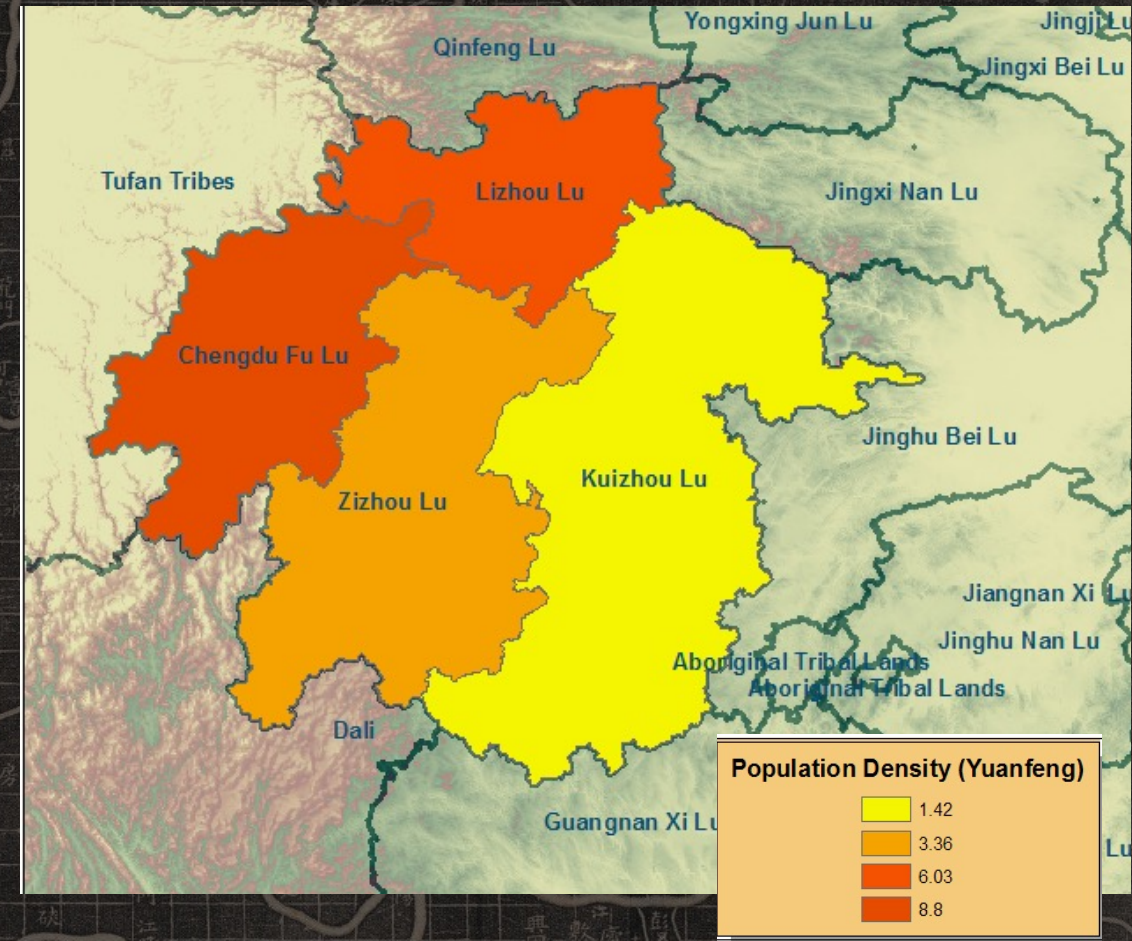 Yongxing Jun Lu
Qinfeng Lu
Jingxi Bei Lu
Tufan Tribes
Lizhou Lu
Jingxi Nan Lu
Chengdu Fu Lu
Jinghu Bei Lu
Kuizhou Lu
Zizhou Lu
Jiangnan Xi Lu
Jinghu Nan Lu
Aboriginal Tribal Lands
Aboriginal Tribal Lands
Dali
Guangnan Xi Lu
Lu
Population Density (Yuanfeng)
1.42
3.36
6.03
8.8